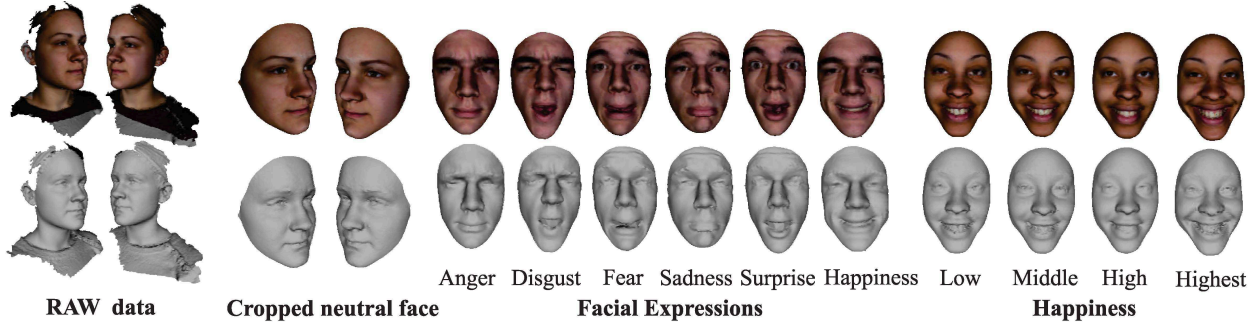 Anger Disgust Fear Sadness Surprise Happiness Low Middle High Highest
RAW data Cropped neutral face Facial Expressions Happiness